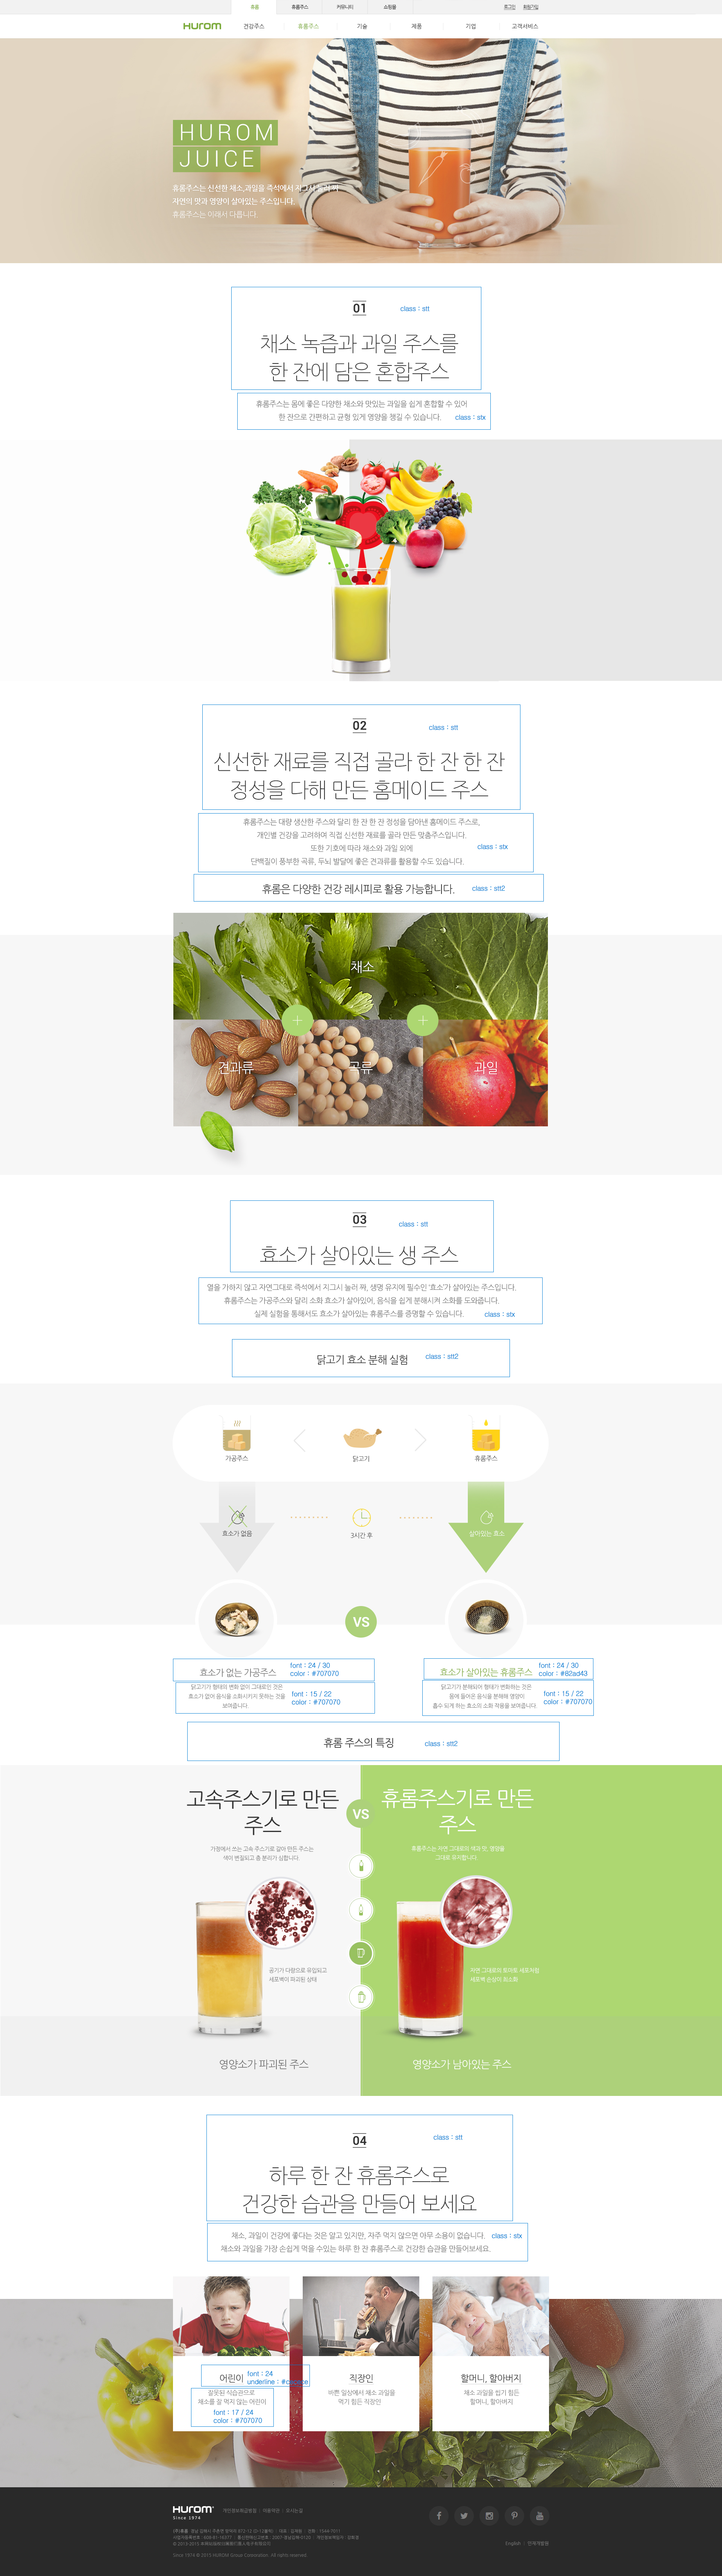 휴롬
휴롬주스
커뮤니티
쇼핑몰
로그인
회원가입
HUROM
건강주스
휴롬주스
기술
제품
기업
고객서비스
HUROM
JUICE
휴롬주스는 신선한 채소,과일을 즉석에서 지그시 눌러 짜
자연의 맛과 영양이 살아있는 주스입니다.
휴롬주스는 미래서 다릅니다.
01
class : stt
채소 녹즙과 과일 주스를
한 잔에 담은 혼합주스
휴롬주스는 몸에 좋은 다양한 채소와 맛있는 과일을 쉽게 혼합할 수 있어
한 잔으로 간편하고 균형 있게 영양을 챙길 수 있습니다.
class : stx
02
class : stt
신선한 재료를 직접 골라 한 잔 한 잔
정성을 다해 만든 홈메이드 주스
휴롬주스는 대량 생산한 주스와 달리 한 잔 한 잔 정성을 담아낸 홈메이드 주스로,
개인별 건강을 고려하여 직접 신선한 재료를 골라 만든 맞춤주스입니다.
또한 기호에 따라 채소와 과일 외에
class : stx
단백질이 풍부한 곡류, 두뇌 발달에 좋은 견과류를 활용할 수도 있습니다.
휴롬은 다양한 건강 레시피로 활용 가능합니다.
class : stt2
채소
견과류
곡류
과일
03
class : stt
효소가 살아있는 생 주스
열을 가하지 않고 자연그대로 즉석에서 지그시 눌러 짜, 생명 유지에 필수인 '효소'가 살아있는 주스입니다.
휴롬주스는 가공주스와 달리 소화 효소가 살아있어, 음식을 쉽게 분해시켜 소화를 도와줍니다.
실제 실험을 통해서도 효소가 살아있는 휴롬주스를 증명할 수 있습니다.
class : stx
닭고기 효소 분해 실험
class : stt2
가공주스
닭고기
휴롬주스
효소가 없음
3시간 후
살아있는 효소
VS
효소가 없는 가공주스
font : 24 / 30
color : #707070
닭고기가 형태의 변화 없이 그대로인 것은
효소가 없어 음식을 소화시키지 못하는 것을
보여줍니다.
font : 15 / 22
color : #707070
효소가 살아있는 휴롬주스
font : 24 / 30
color : #82ad43
닭고기가 분해되어 형태가 변화하는 것은
몸에 들어온 음식을 분해해 영양이
흡수 되게 하는 효소의 소화 작용을 보여줍니다.
font : 15 / 22
color : #707070
휴롬 주스의 특징
class : stt2
고속주스기로 만든
주스
VS
휴롬주스기로 만든
주스
가정에서 쓰는 고속 주스기로 갈아 만든 주스는
색이 변질되고 층 분리가 심합니다.
휴롬주스는 자연 그대로의 색과 맛, 영양을
그대로 유지합니다.
공기가 다량으로 유입되고
세포벽이 파괴된 상태
자연 그대로의 토마토 세포처럼
세포벽 손상이 최소화
영양소가 파괴된 주스
영양소가 남아있는 주스
04
class : stt
하루 한 잔 휴롬주스로
건강한 습관을 만들어 보세요
채소, 과일이 건강에 좋다는 것은 알고 있지만, 자주 먹지 않으면 아무 소용이 없습니다.
class : stx
채소와 과일을 가장 손쉽게 먹을 수있는 하루 한 잔 휴롬주스로 건강한 습관을 만들어보세요.
어린이
font : 24
underline :
잘못된 식습관으로
채소를 잘 먹지 않는 어린이
font : 17 / 24
color : #707070
직장인
바쁜 일상에서 채소 과일을
먹기 힘든 직장인
할머니, 할아버지
채소 과일을 씹기 힘든
할머니, 할아버지
HUROM
Since 1974
개인정보취급방침
이용약관
오시는길
(주)휴롬
English
Since 1974 © 2015 HUROM Group Corporation. All rights reserved.